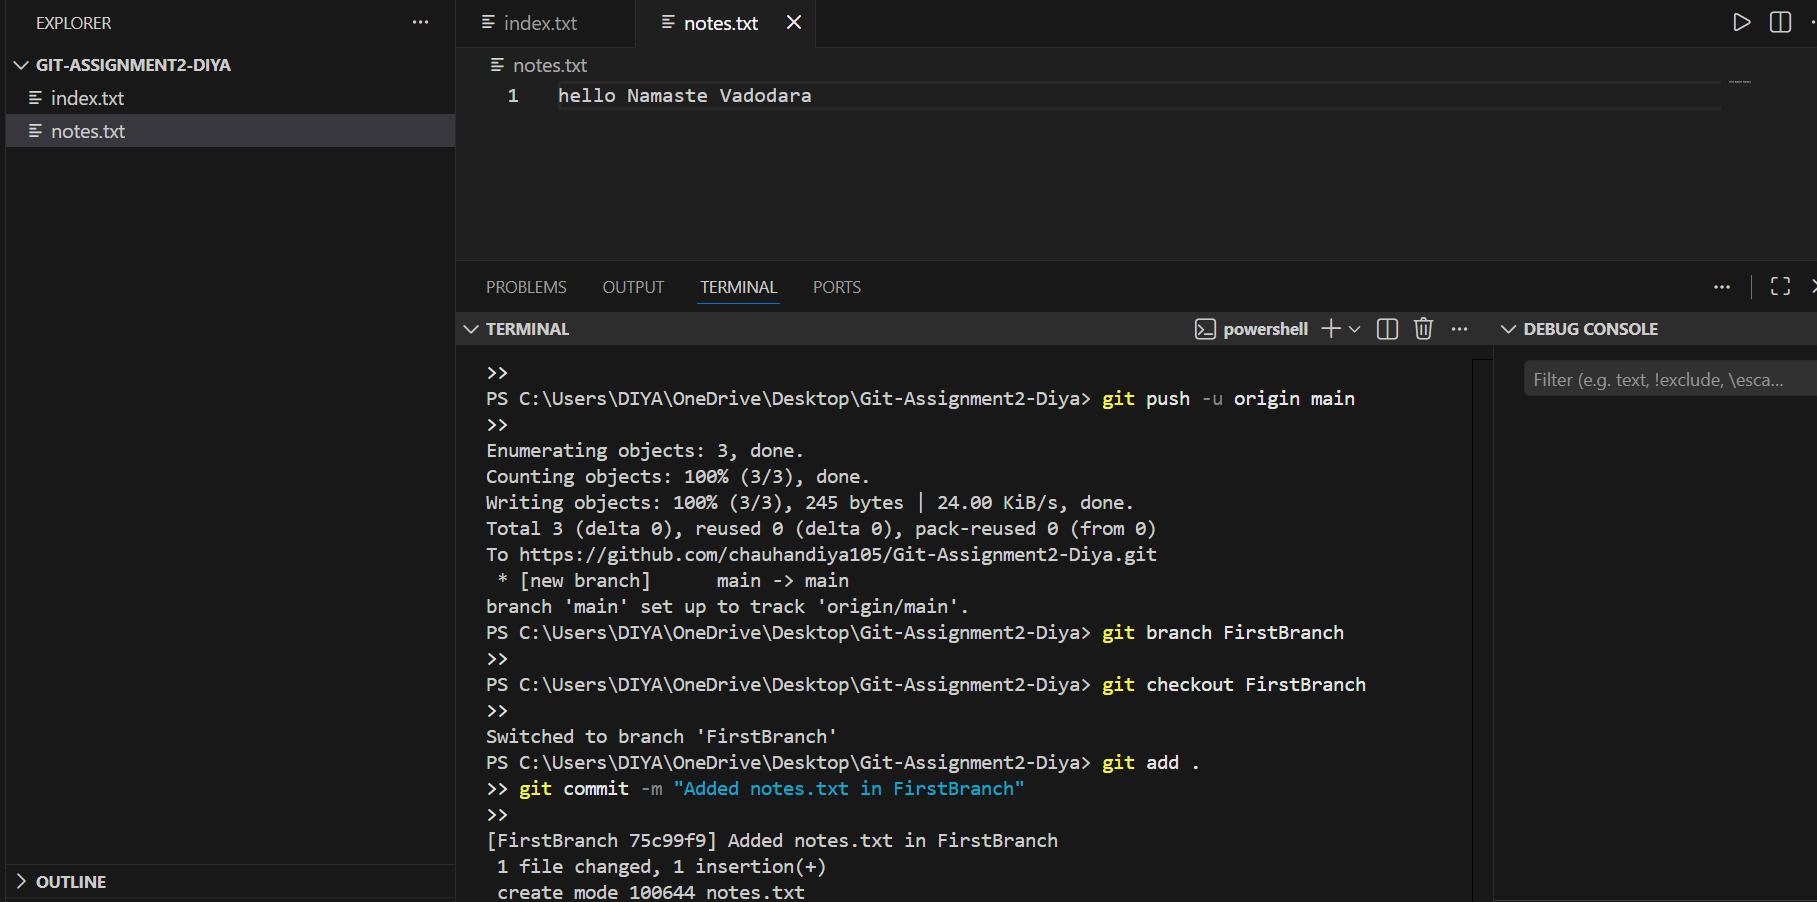 EXPLORER
GIT-ASSIGNMENT2-DIYA
index.txt
notes.txt
OUTLINE
index.txt
notes.txt
notes.txt
1 hello Namaste Vadodara
PROBLEMS OUTPUT TERMINAL PORTS
TERMINAL
powershell
>>
PS C:\Users\DIYA\OneDrive\Desktop\Git-Assignment2-Diya> git push -u origin main
>>
Enumerating objects: 3, done.
Counting objects: 100% (3/3), done.
Writing objects: 100% (3/3), 245 bytes | 24.00 KiB/s, done.
Total 3 (delta 0), reused 0 (delta 0), pack-reused 0 (from 0)
To https://github.com/chauhandiya105/Git-Assignment2-Diya.git
 * [new branch]      main -> main
branch 'main' set up to track 'origin/main'.
PS C:\Users\DIYA\OneDrive\Desktop\Git-Assignment2-Diya> git branch FirstBranch
>>
PS C:\Users\DIYA\OneDrive\Desktop\Git-Assignment2-Diya> git checkout FirstBranch
>>
Switched to branch 'FirstBranch'
PS C:\Users\DIYA\OneDrive\Desktop\Git-Assignment2-Diya> git add .
>> git commit -m "Added notes.txt in FirstBranch"
>>
[FirstBranch 75c99f9] Added notes.txt in FirstBranch
 1 file changed, 1 insertion(+)
 create mode 100644 notes.txt
DEBUG CONSOLE
Filter (e.g. text, !exclude, \esca...